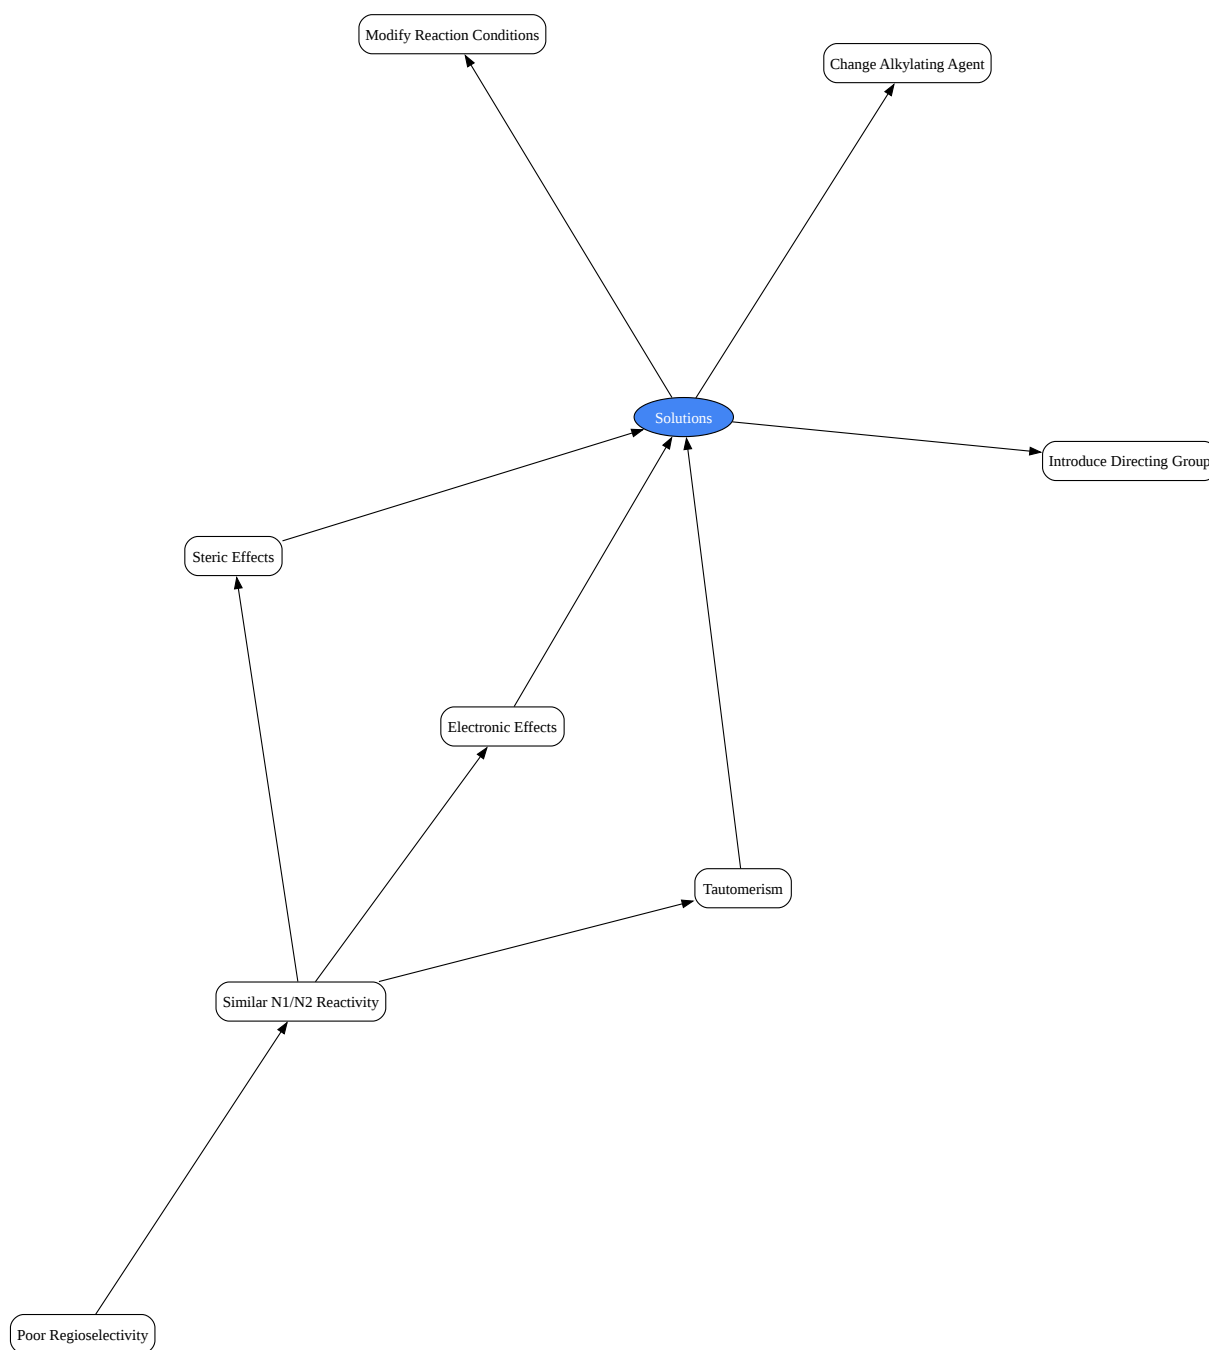 Modify Reaction Conditions
Change Alkylating Agent
Solutions
Introduce Directing Group
Steric Effects
Electronic Effects
Tautomerism
Similar N1/N2 Reactivity
Poor Regioselectivity